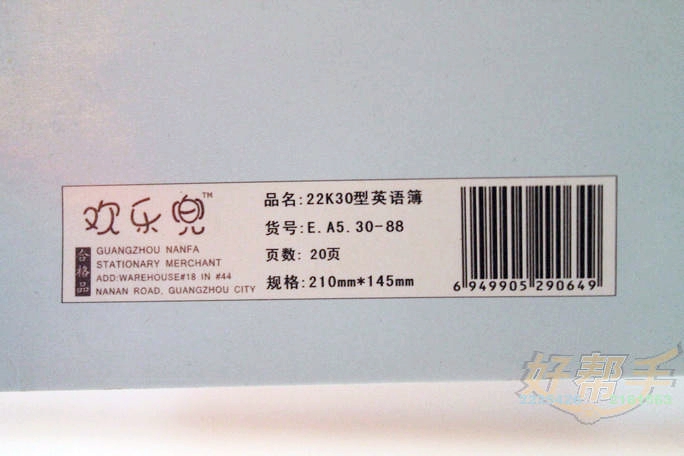 欢乐兜™
合格品
GUANGZHOU NANFA
STATIONARY MERCHANT
ADD:WAREHOUSE#18 IN #44
NANAN ROAD, GUANGZHOU CITY
品名:22K30型英语簿
货号:E.A5.30-88
页数:20页
规格:210mm*145mm
6 949905 290649
好帮手